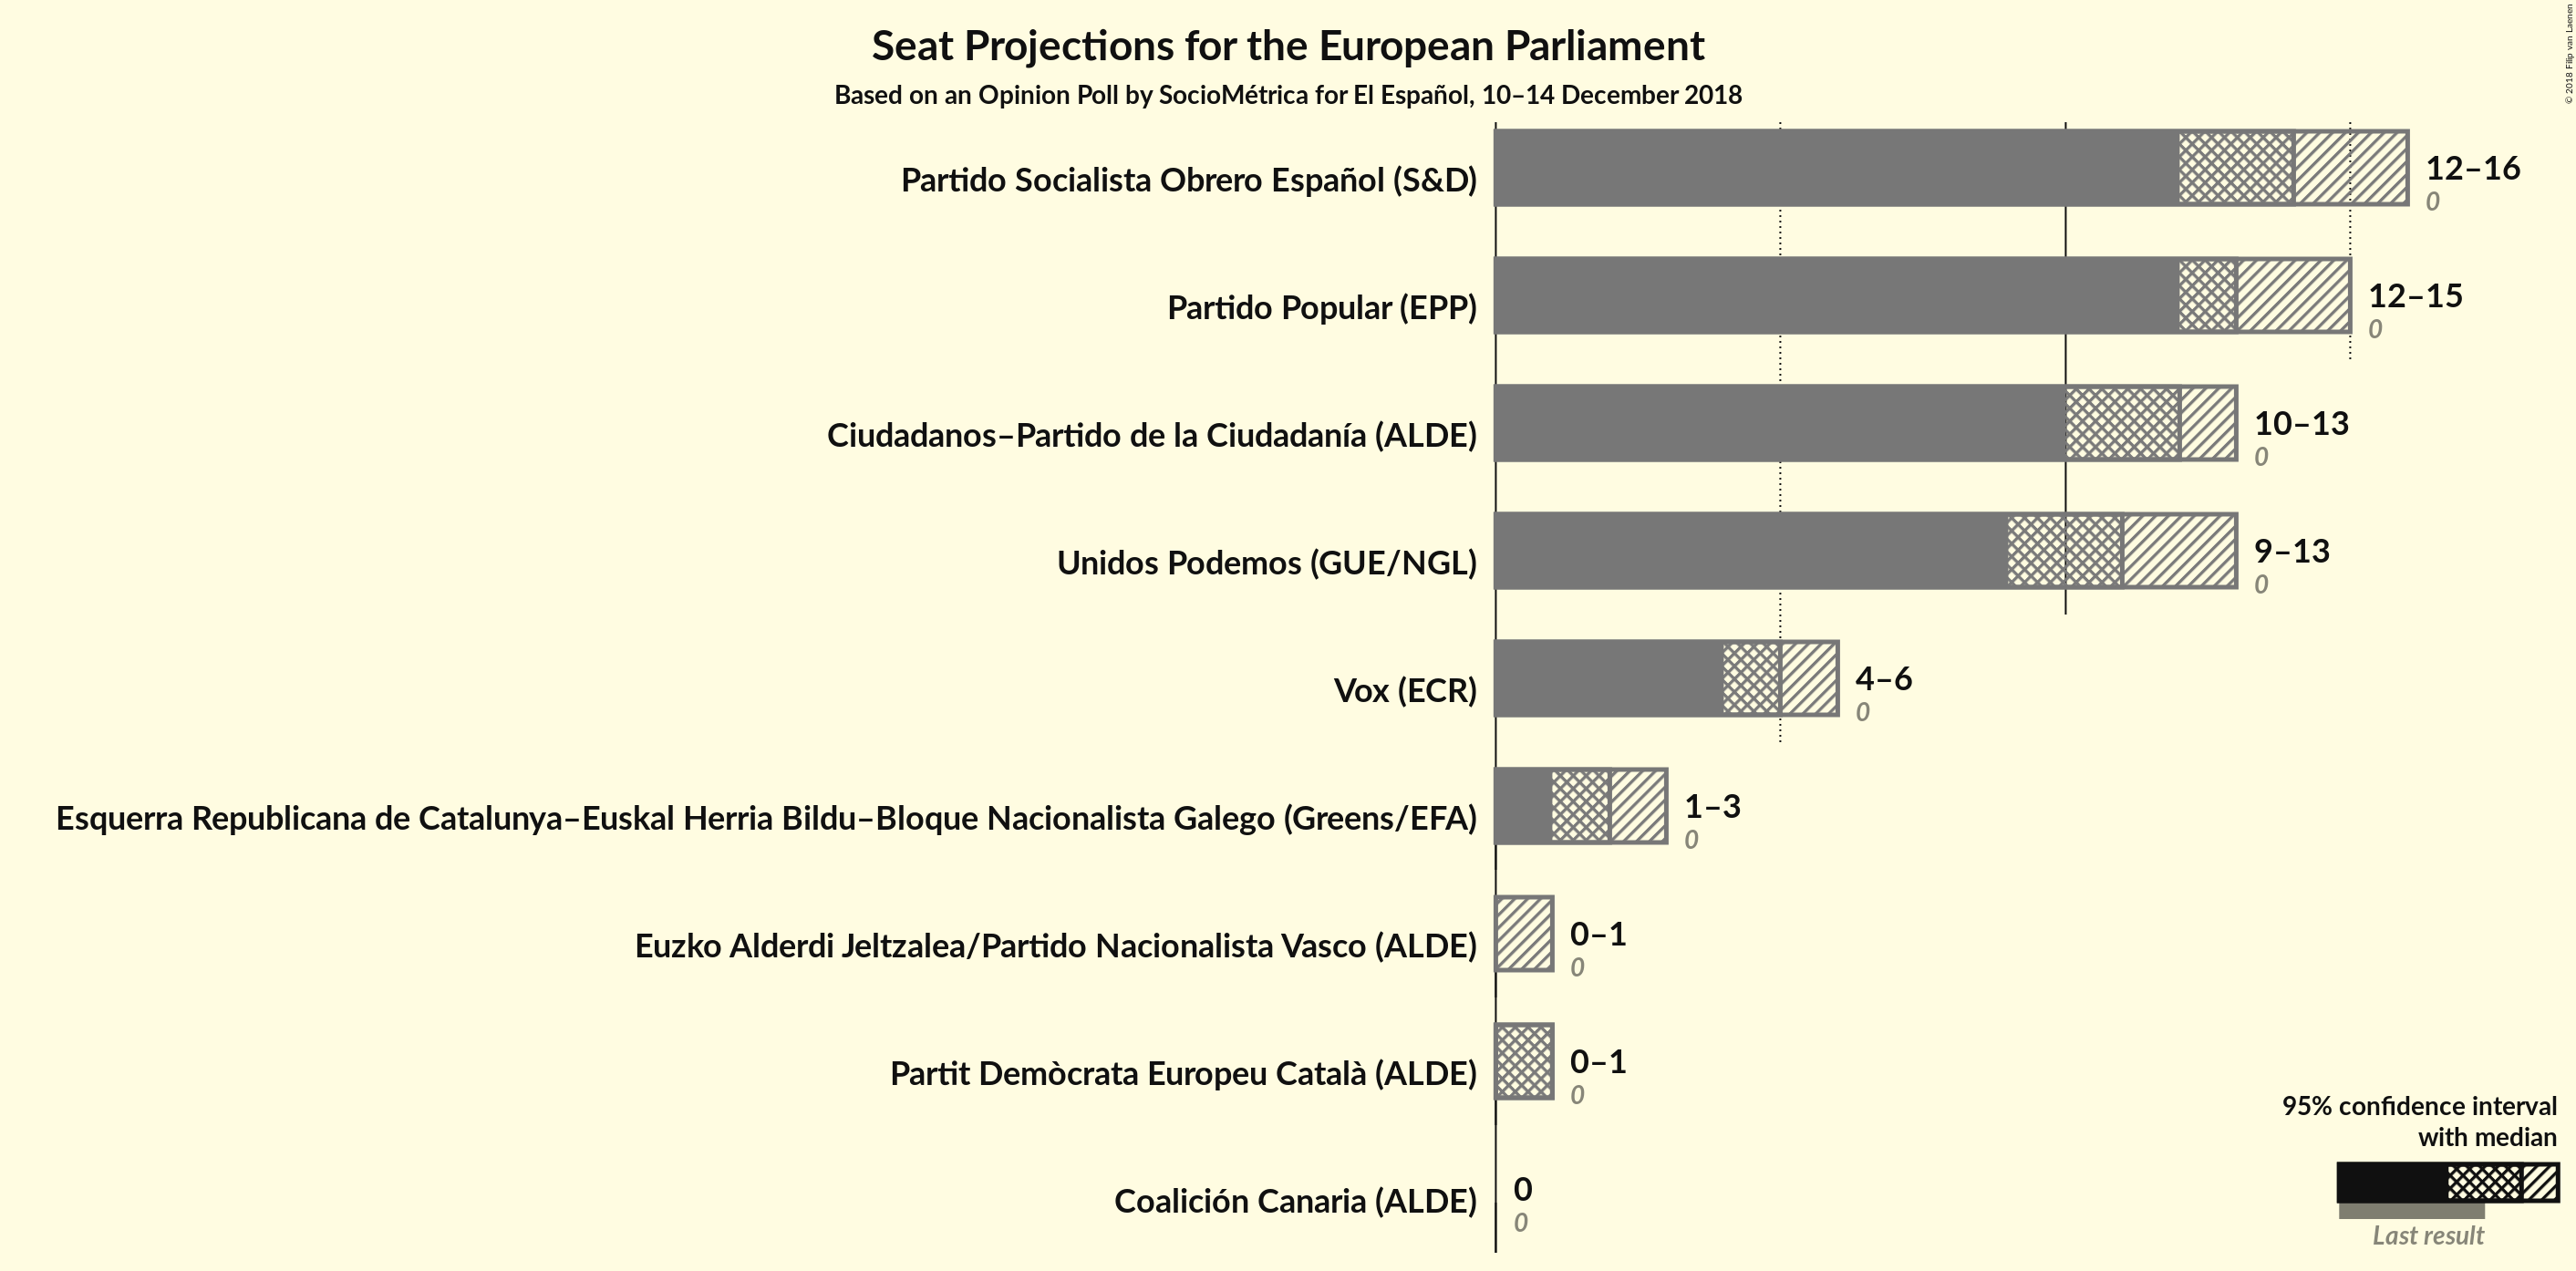 Seat Projections for the European Parliament
Based on an Opinion Poll by SocioMétrica for El Español, 10–14 December 2018
© 2018 Filip van Laenen
Partido Socialista Obrero Español (S&D)
12–16
0
Partido Popular (EPP)
12–15
0
Ciudadanos–Partido de la Ciudadanía (ALDE)
10–13
0
Unidos Podemos (GUE/NGL)
9–13
0
Vox (ECR)
4–6
0
Esquerra Republicana de Catalunya–Euskal Herria Bildu–Bloque Nacionalista Galego (Greens/EFA)
1–3
0
Euzko Alderdi Jeltzalea/Partido Nacionalista Vasco (ALDE)
0–1
0
Partit Demòcrata Europeu Català (ALDE)
0–1
0
Coalición Canaria (ALDE)
0
0
95% confidence interval
with median
Last result